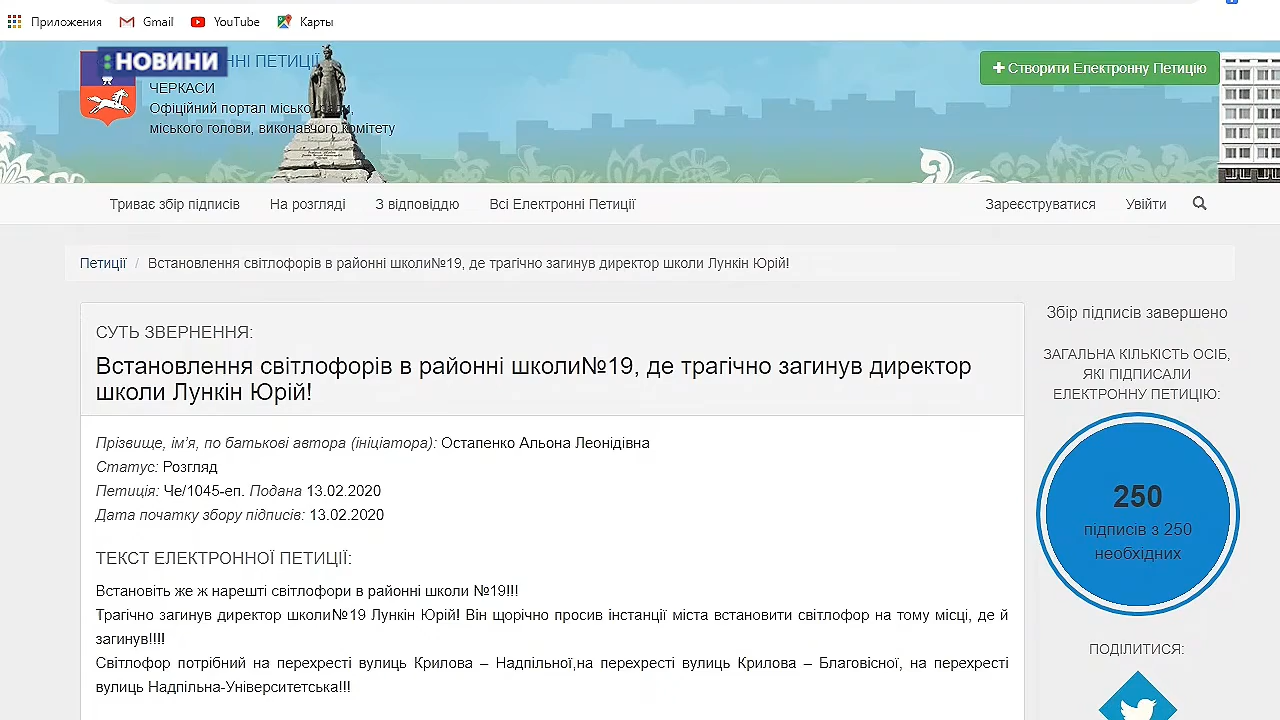 Приложения Gmail YouTube Карты
НОВИНИ ННІ ПЕТИЦІЇ
ЧЕРКАСИ
Офіційний портал міської ради,
міського голови, виконавчого комітету
Створити Електронну Петицію
Триває збір підписів На розгляді З відповіддю Всі Електронні Петиції Зареєструватися Увійти
Петиції / Встановлення світлофорів в районні школи№19, де трагічно загинув директор школи Лункін Юрій!
СУТЬ ЗВЕРНЕННЯ:
Встановлення світлофорів в районні школи№19, де трагічно загинув директор
школи Лункін Юрій!
Прізвище, ім'я, по батькові автора (ініціатора): Остапенко Альона Леонідівна
Статус: Розгляд
Петиція: Че/1045-еп. Подана 13.02.2020
Дата початку збору підписів: 13.02.2020
ТЕКСТ ЕЛЕКТРОННОЇ ПЕТИЦІЇ:
Встановіть же ж нарешті світлофори в районні школи №19!!!
Трагічно загинув директор школи№19 Лункін Юрій! Він щорічно просив інстанції міста встановити світлофор на тому місці, де й
загинув!!!!
Світлофор потрібний на перехресті вулиць Крилова – Надпільної,на перехресті вулиць Крилова – Благовісної, на перехресті
вулиць Надпільна-Університетська!!!
Збір підписів завершено
ЗАГАЛЬНА КІЛЬКІСТЬ ОСІБ,
ЯКІ ПІДПИСАЛИ
ЕЛЕКТРОННУ ПЕТИЦІЮ:
250
підписів з 250
необхідних
ПОДІЛИТИСЯ: